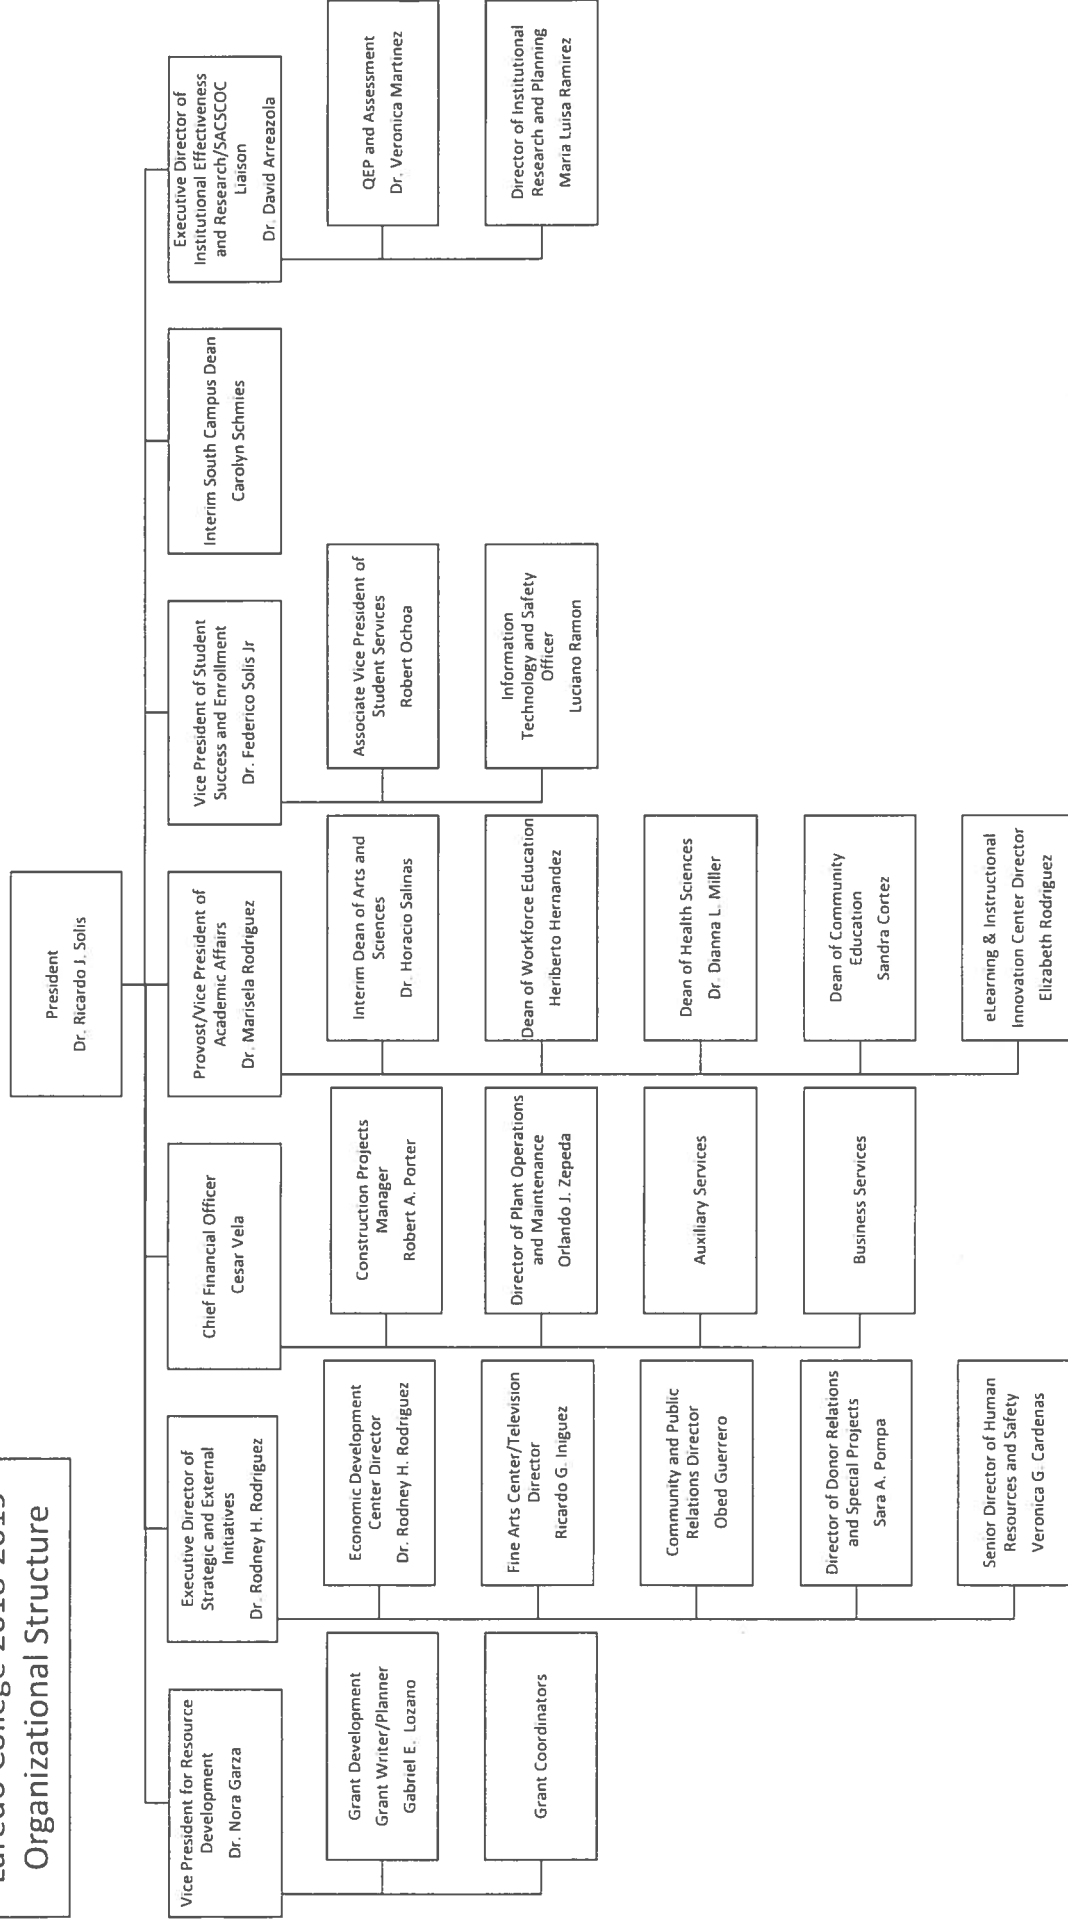 Laredo College 2018-2019
Organizational Structure
President
Dr. Ricardo J. Solis
Vice President for Resource
Development
Dr. Nora Garza
Grant Development
Grant Writer/Planner
Gabriel E. Lozano
Grant Coordinators
Executive Director of
Strategic and External
Initiatives
Dr. Rodney H. Rodriguez
Economic Development
Center Director
Dr. Rodney H. Rodriguez
Fine Arts Center/Television
Director
Ricardo G. Iniguez
Community and Public
Relations Director
Obed Guerrero
Director of Donor Relations
and Special Projects
Sara A. Pompa
Senior Director of Human
Resources and Safety
Veronica G. Cardenas
Chief Financial Officer
Cesar Vela
Construction Projects
Manager
Robert A. Porter
Director of Plant Operations
and Maintenance
Orlando J. Zepeda
Auxiliary Services
Business Services
Provost/Vice President of
Academic Affairs
Dr. Marisela Rodriguez
Interim Dean of Arts and
Sciences
Dr. Horacio Salinas
Dean of Workforce Education
Heriberto Hernandez
Dean of Health Sciences
Dr. Dianna L. Miller
Dean of Community
Education
Sandra Cortez
eLearning & Instructional
Innovation Center Director
Elizabeth Rodriguez
Vice President of Student
Success and Enrollment
Dr. Federico Solis Jr
Associate Vice President of
Student Services
Robert Ochoa
Information
Technology and Safety
Officer
Luciano Ramon
Interim South Campus Dean
Carolyn Schmies
Executive Director of
Institutional Effectiveness
and Research/SACSCOC
Liaison
Dr. David Arreazola
QEP and Assessment
Dr. Veronica Martinez
Director of Institutional
Research and Planning
Maria Luisa Ramirez